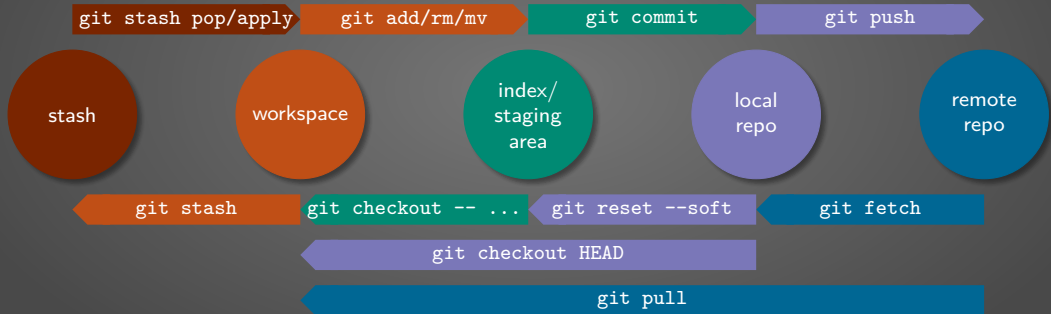 git stash pop/apply git add/rm/mv git commit git push
stash
workspace
index/
staging
area
local
repo
remote
repo
git stash git checkout -- ... git reset --soft git fetch
git checkout HEAD
git pull